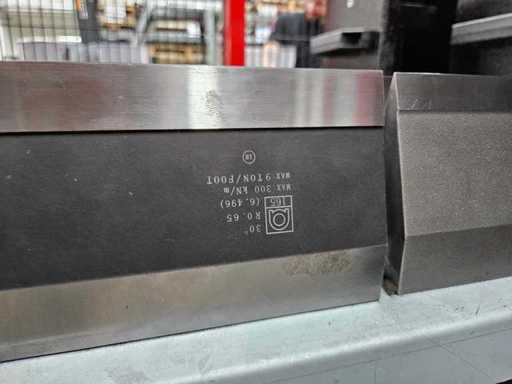 30°
R0.65
165 (6.496)
MAX 300 kN/m
MAX 9 TON/FOOT